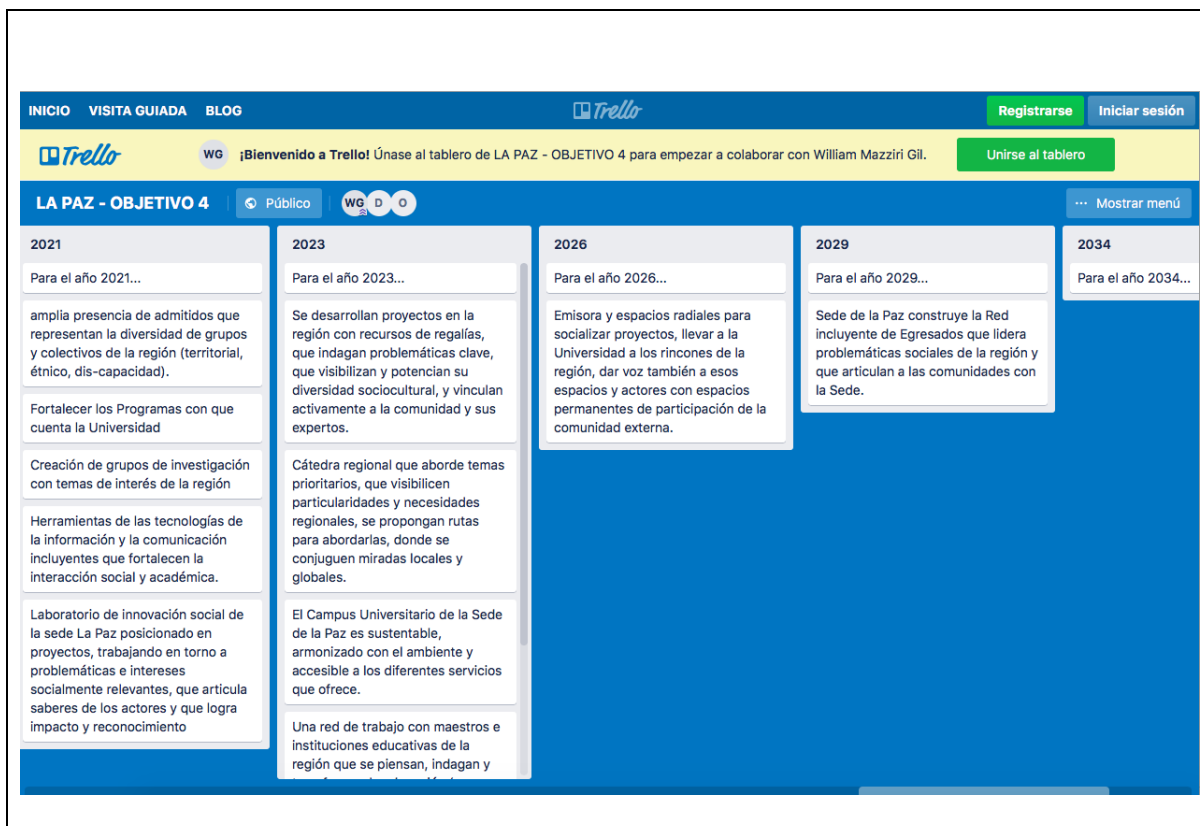 INICIO VISITA GUIADA BLOG Trello Registrarse Iniciar sesión
Trello WG ¡Bienvenido a Trello! Únase al tablero de LA PAZ - OBJETIVO 4 para empezar a colaborar con William Mazziri Gil. Unirse al tablero
LA PAZ - OBJETIVO 4 Público WG D O ··· Mostrar menú
2021
Para el año 2021...
amplia presencia de admitidos que
representan la diversidad de grupos
y colectivos de la región (territorial,
étnico, dis-capacidad).
Fortalecer los Programas con que
cuenta la Universidad
Creación de grupos de investigación
con temas de interés de la región
Herramientas de las tecnologías de
la información y la comunicación
incluyentes que fortalecen la
interacción social y académica.
Laboratorio de innovación social de
la sede La Paz posicionado en
proyectos, trabajando en torno a
problemáticas e intereses
socialmente relevantes, que articula
saberes de los actores y que logra
impacto y reconocimiento
2023
Para el año 2023...
Se desarrollan proyectos en la
región con recursos de regalías,
que indagan problemáticas clave,
que visibilizan y potencian su
diversidad sociocultural, y vinculan
activamente a la comunidad y sus
expertos.
Cátedra regional que aborde temas
prioritarios, que visibilicen
particularidades y necesidades
regionales, se propongan rutas
para abordarlas, donde se
conjuguen miradas locales y
globales.
El Campus Universitario de la Sede
de la Paz es sustentable,
armonizado con el ambiente y
accesible a los diferentes servicios
que ofrece.
Una red de trabajo con maestros e
instituciones educativas de la
región que se piensan, indagan y
2026
Para el año 2026...
Emisora y espacios radiales para
socializar proyectos, llevar a la
Universidad a los rincones de la
región, dar voz también a esos
espacios y actores con espacios
permanentes de participación de la
comunidad externa.
2029
Para el año 2029...
Sede de la Paz construye la Red
incluyente de Egresados que lidera
problemáticas sociales de la región y
que articulan a las comunidades con
la Sede.
2034
Para el año 2034...